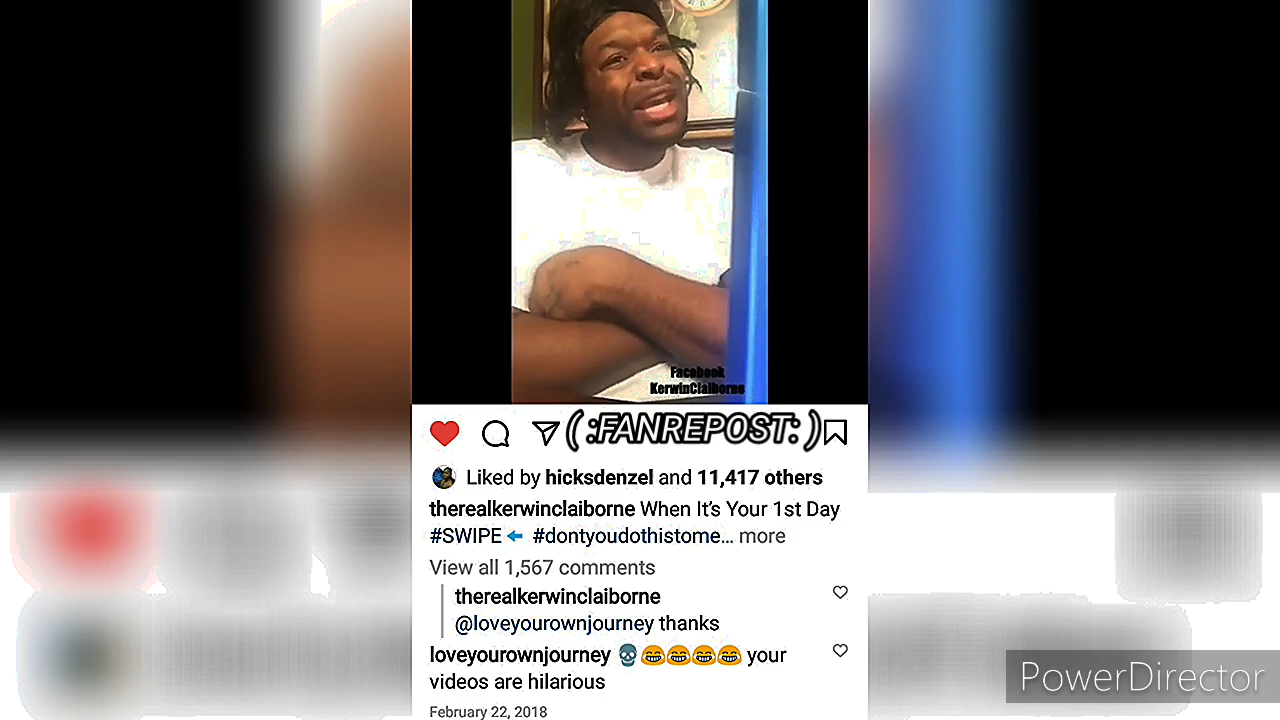 Facebook
KerwinClaiborne
( :FANREPOST: )
Liked by hicksdenzel and 11,417 others
therealkerwinclaiborne When It’s Your 1st Day
#SWIPE⬅ #dontyoudothistome… more
View all 1,567 comments
therealkerwinclaiborne
@loveyourownjourney thanks
loveyourownjourney 💀😂😂😂😂 your
videos are hilarious
February 22, 2018
PowerDirector